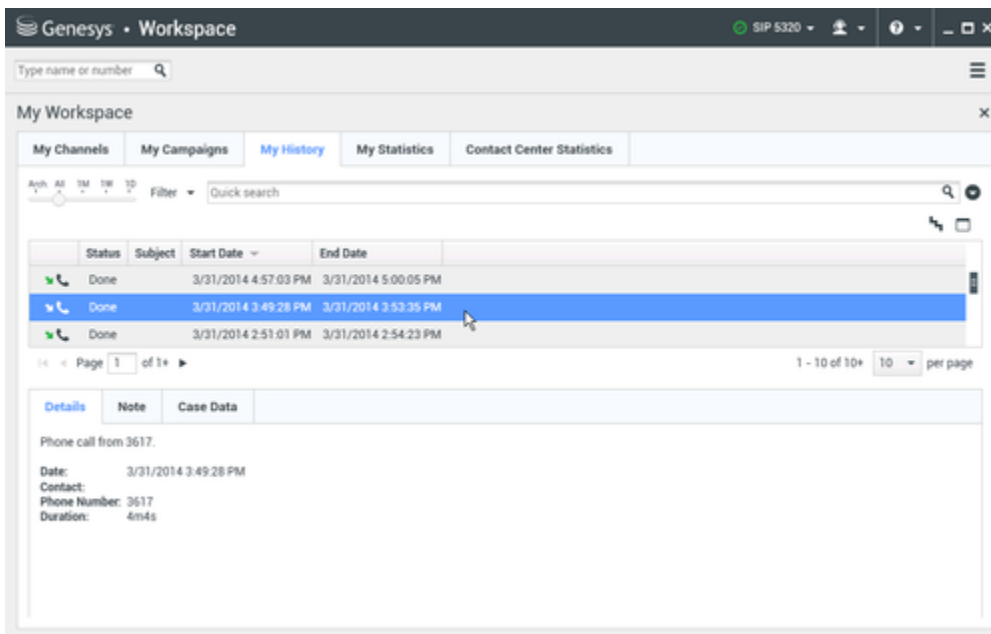 Genesys • Workspace SIP 5320
Type name or number
My Workspace
My Channels My Campaigns My History My Statistics Contact Center Statistics
Arch. All 1M 1W 1D Filter Quick search
Status Subject Start Date End Date
Done 3/31/2014 4:57:03 PM 3/31/2014 5:00:05 PM
Done 3/31/2014 3:49:28 PM 3/31/2014 3:53:35 PM
Done 3/31/2014 2:51:01 PM 3/31/2014 2:54:23 PM
Page 1 of 1+ 1 - 10 of 10+ 10 per page
Details Note Case Data
Phone call from 3617.
Date: 3/31/2014 3:49:28 PM
Contact:
Phone Number: 3617
Duration: 4m4s